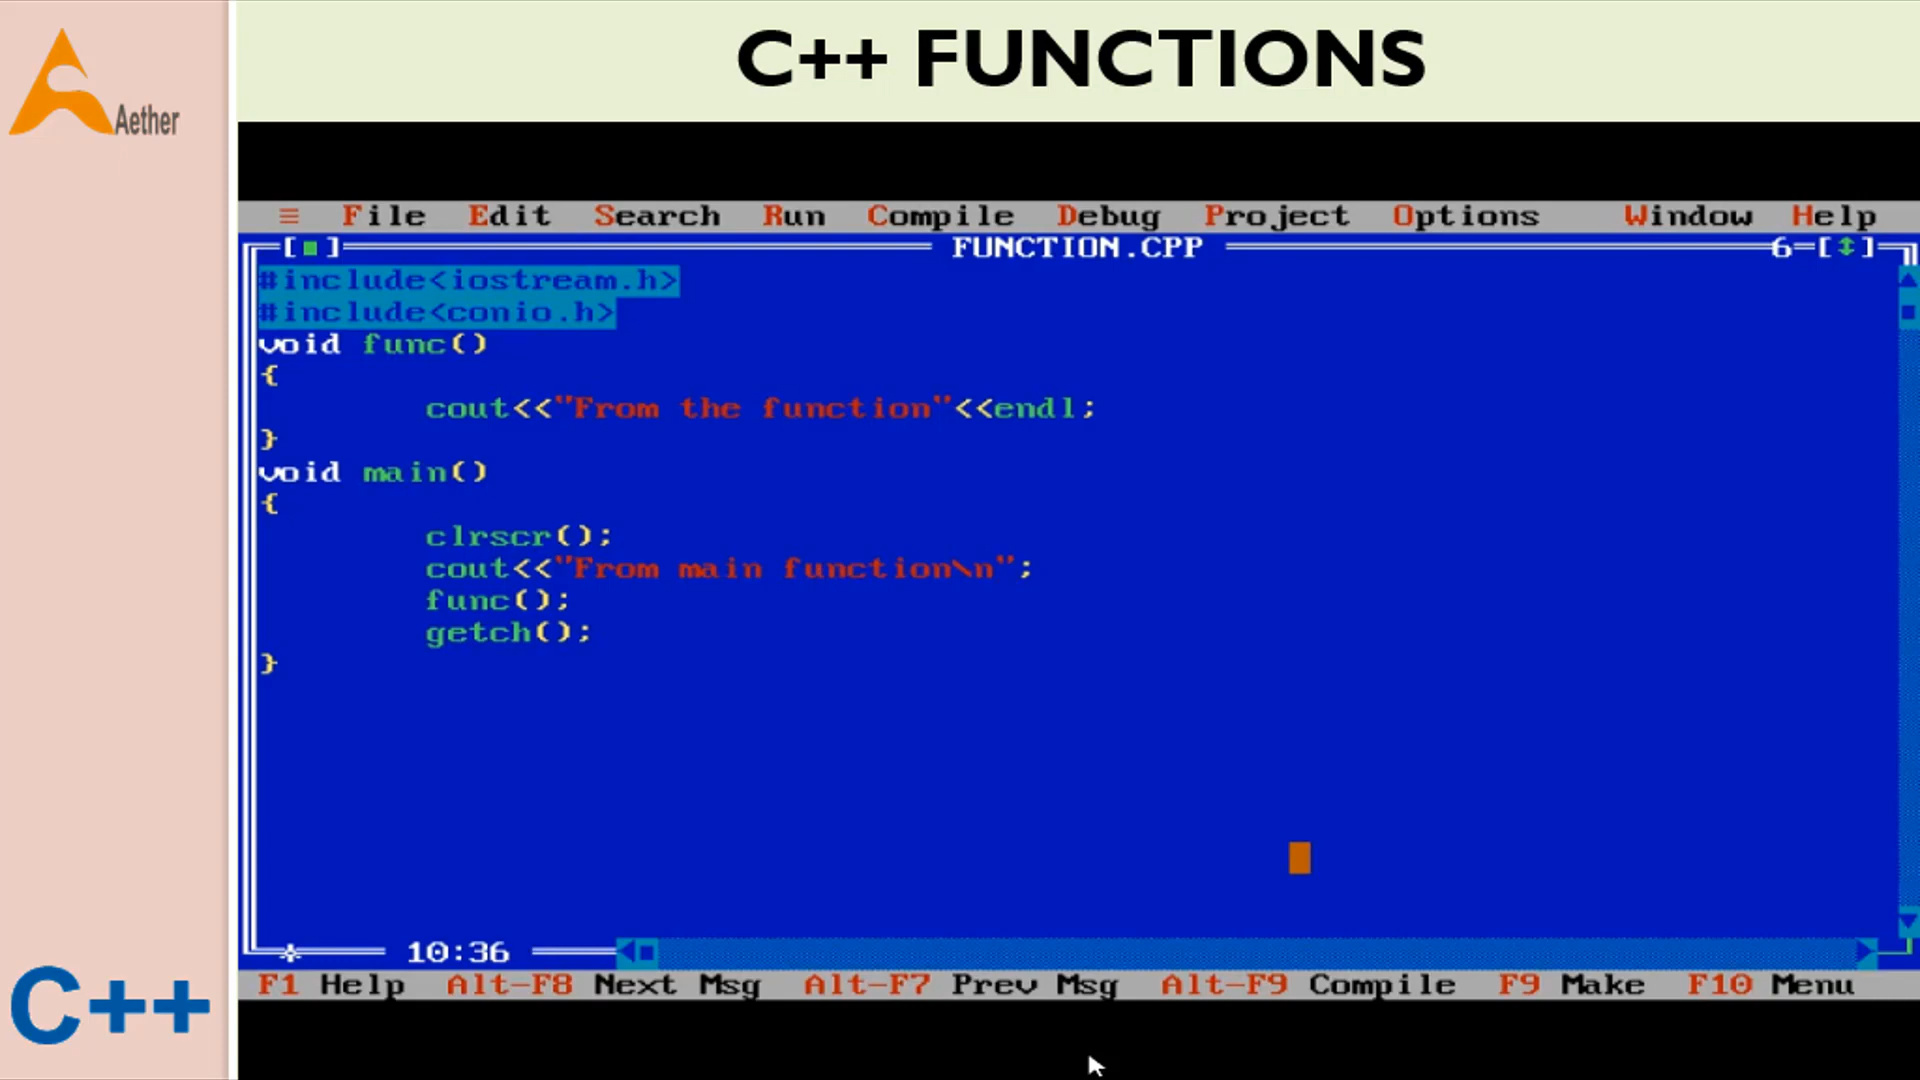 Aether
C++ FUNCTIONS
≡ File Edit Search Run Compile Debug Project Options Window Help
[■] FUNCTION.CPP 6=[↕]
#include<iostream.h>
#include<conio.h>
void func()
{
cout<<"From the function"<<endl;
}
void main()
{
clrscr();
cout<<"From main function\n";
func();
getch();
}
10:36
F1 Help Alt-F8 Next Msg Alt-F7 Prev Msg Alt-F9 Compile F9 Make F10 Menu
C++